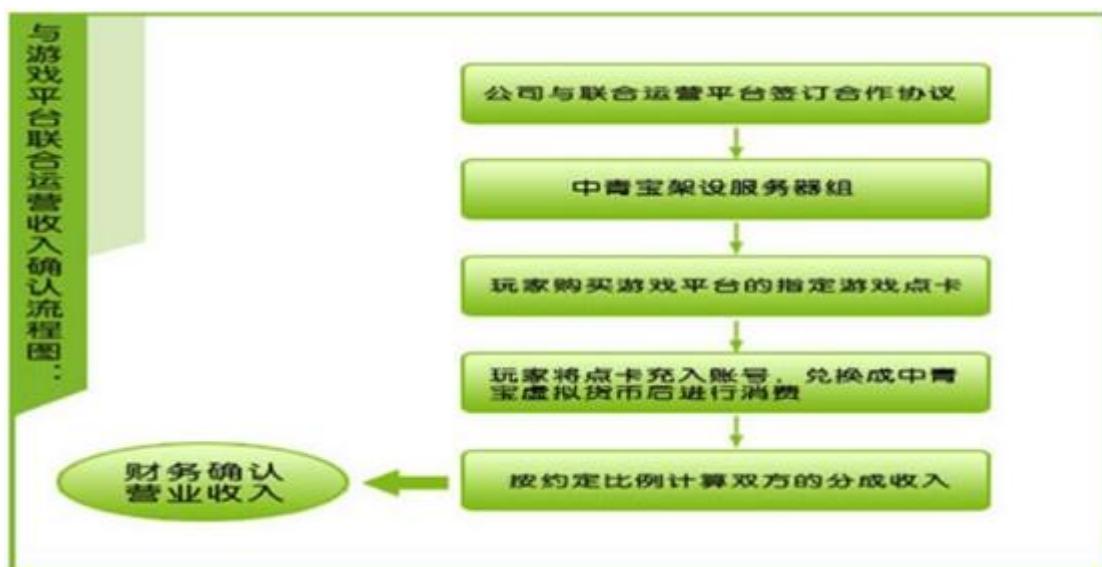 与游戏平台联合运营收入确认流程图：
公司与联合运营平台签订合作协议
中青宝架设服务器组
玩家购买游戏平台的指定游戏点卡
玩家将点卡充入账号，兑换成中青
宝虚拟货币后进行消费
按约定比例计算双方的分成收入
财务确认
营业收入